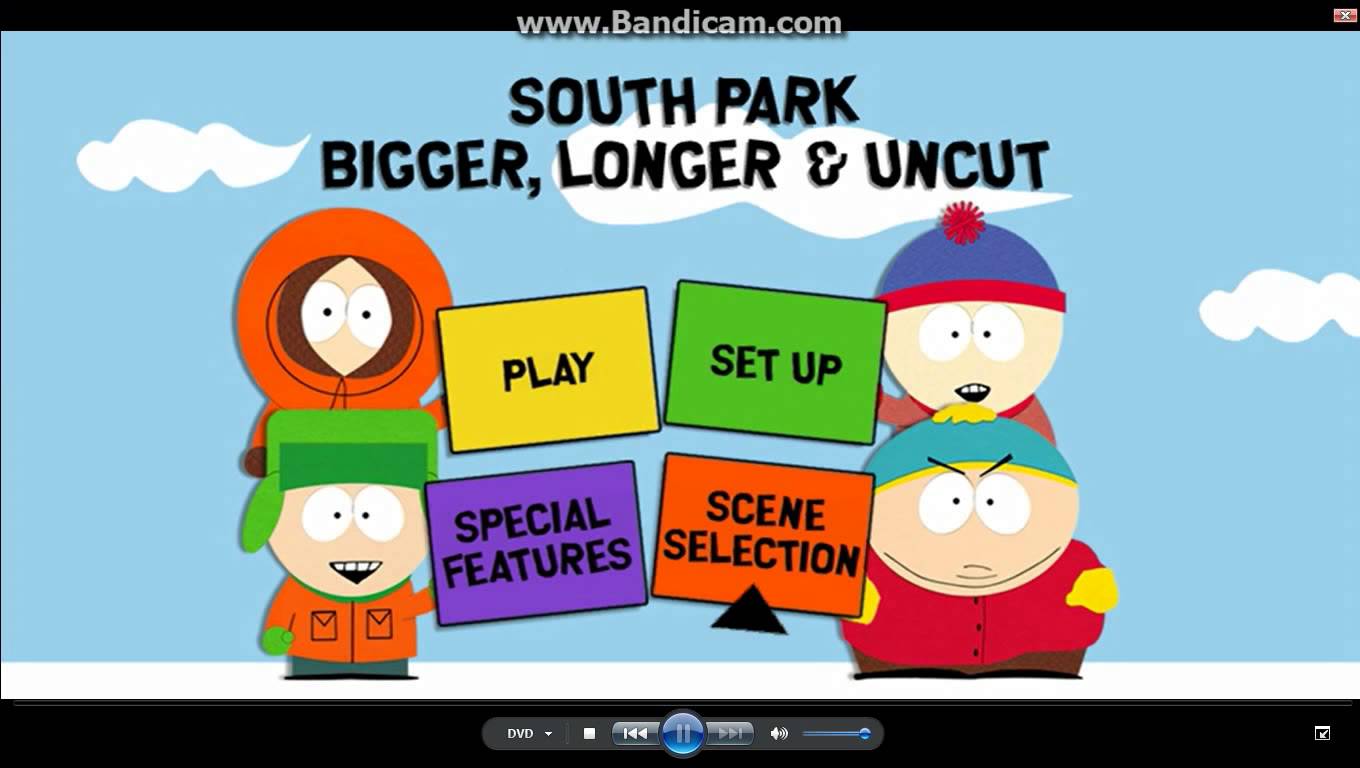 www.Bandicam.com
SOUTH PARK
BIGGER, LONGER & UNCUT
PLAY
SET UP
SPECIAL
FEATURES
SCENE
SELECTION
DVD